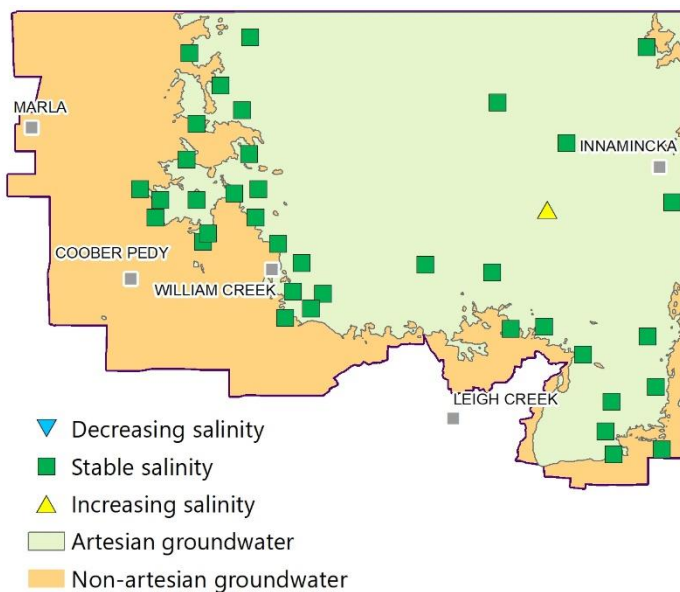 MARLA
INNAMINCKA
COOBER PEDY
WILLIAM CREEK
LEIGH CREEK
Decreasing salinity
Stable salinity
Increasing salinity
Artesian groundwater
Non-artesian groundwater